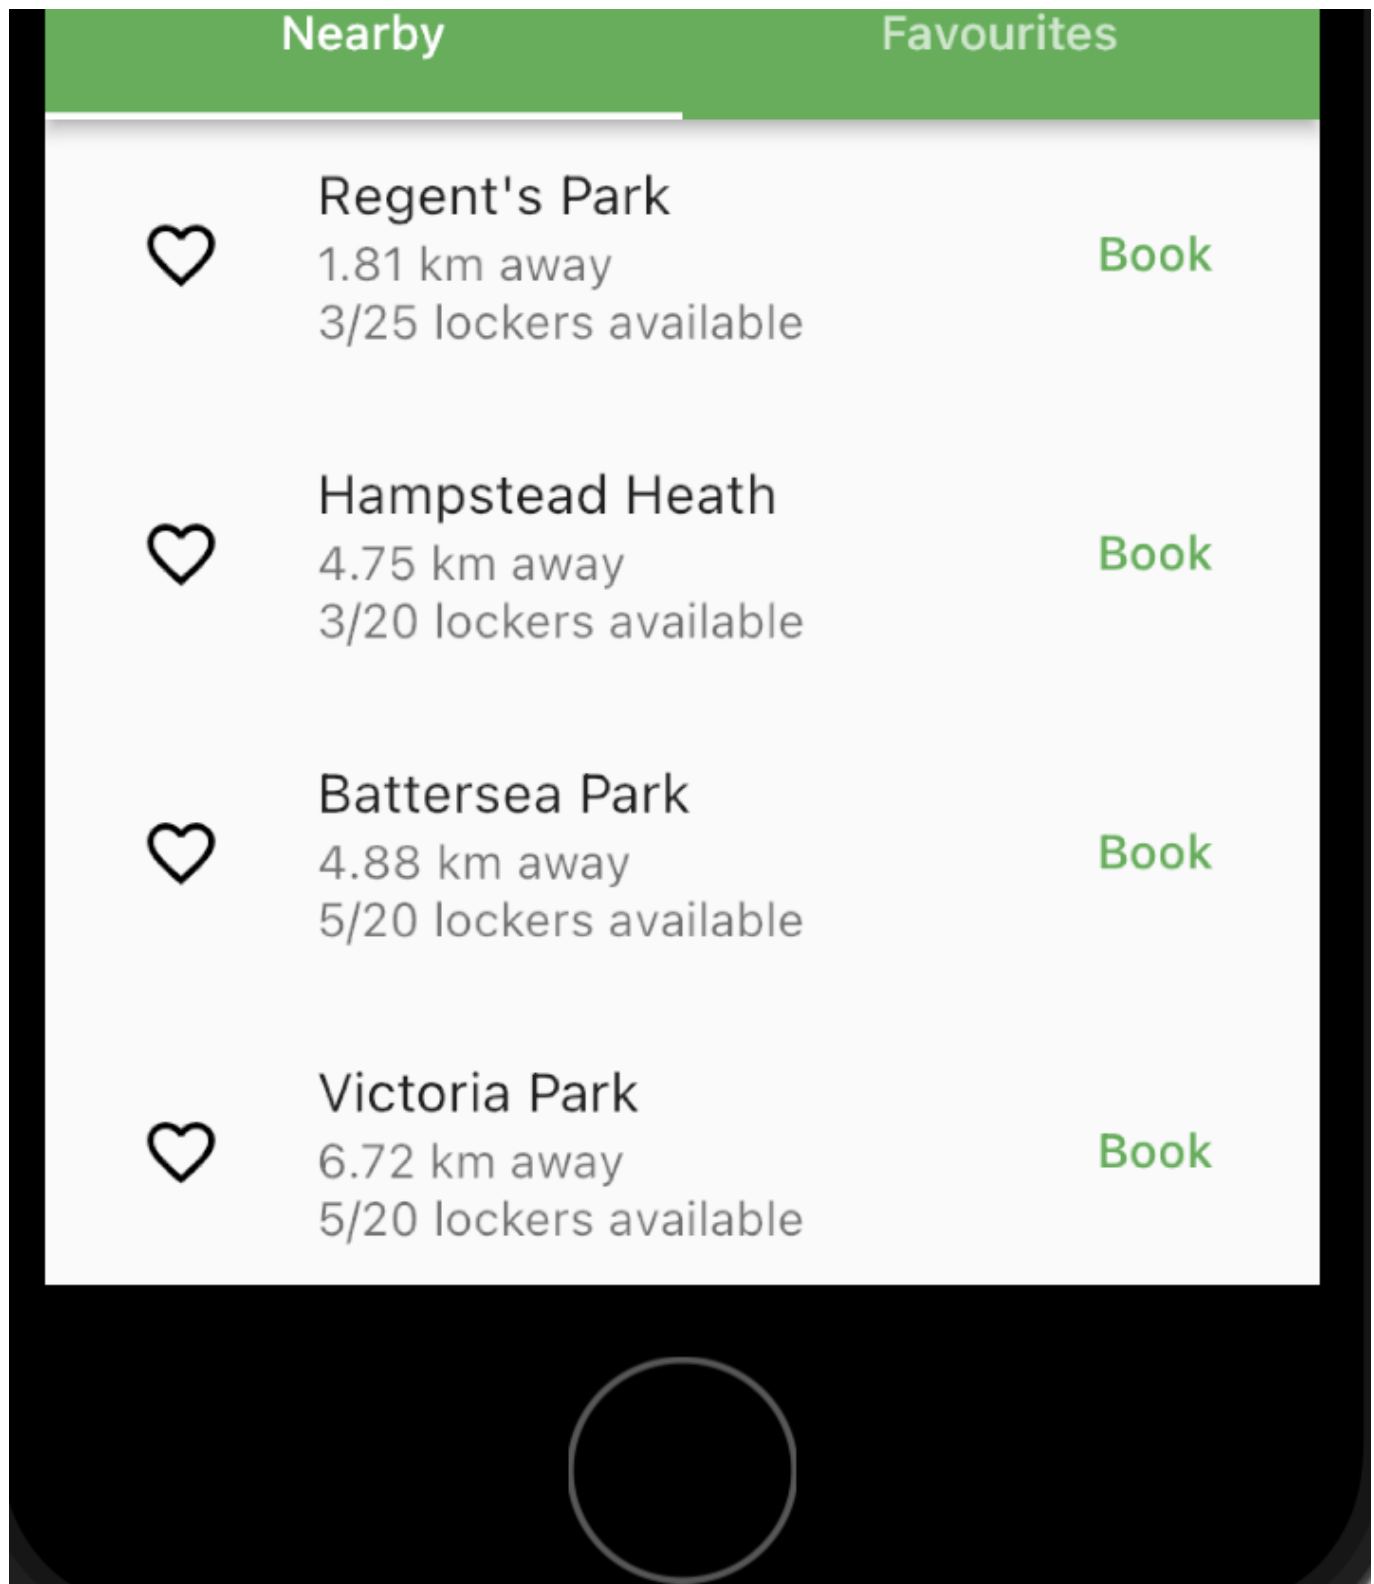 Nearby
Favourites
Regent's Park
1.81 km away
3/25 lockers available
Book
Hampstead Heath
4.75 km away
3/20 lockers available
Book
Battersea Park
4.88 km away
5/20 lockers available
Book
Victoria Park
6.72 km away
5/20 lockers available
Book